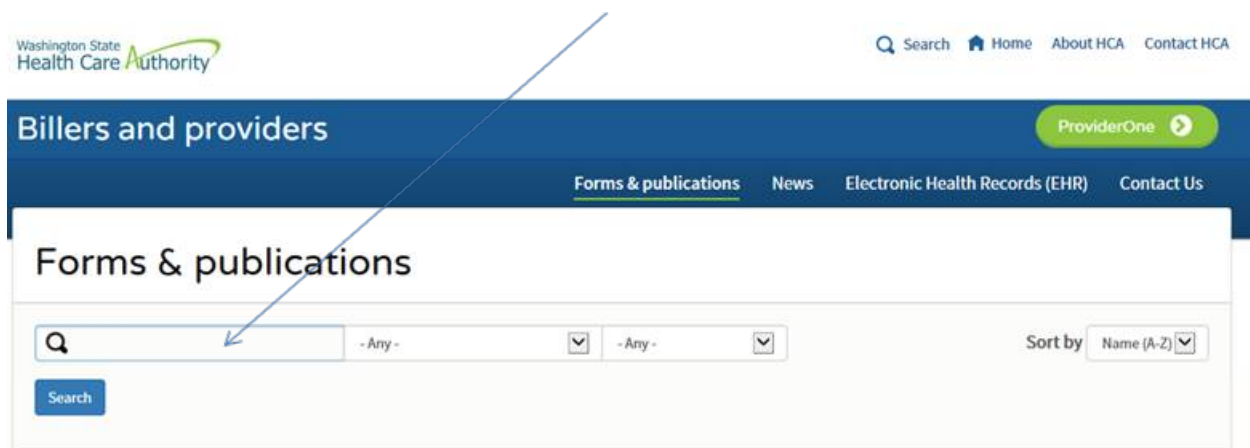 Washington State
Health Care Authority
Search Home About HCA Contact HCA
Billers and providers
ProviderOne
Forms & publications News Electronic Health Records (EHR) Contact Us
Forms & publications
- Any - - Any - Sort by Name (A-Z)
Search